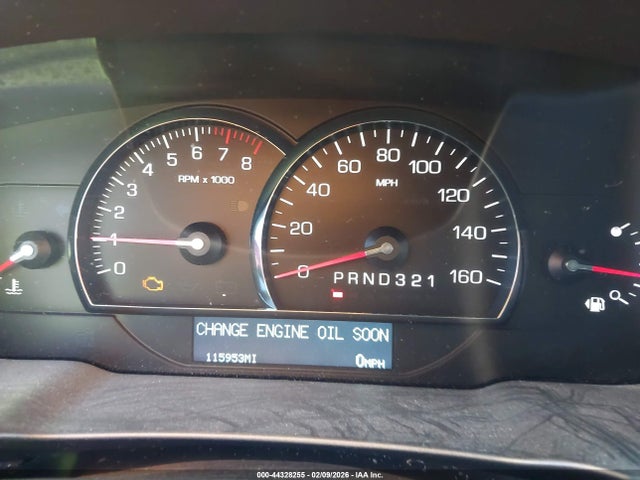 0 1 2 3 4 5 6 7 8
RPM x 1000
0 20 40 60 80 100 120 140 160
MPH
PRND321
CHANGE ENGINE OIL SOON
115953MI 0MPH
000-44328255 - 02/09/2026 - IAA Inc.